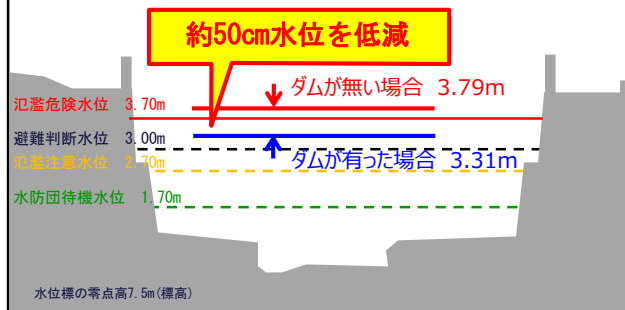 約50cm水位を低減
ダムが無い場合 3.79m
氾濫危険水位 3.70m
避難判断水位 3.00m
ダムが有った場合 3.31m
氾濫注意水位 2.70m
水防団待機水位 1.70m
水位標の零点高7.5m(標高)